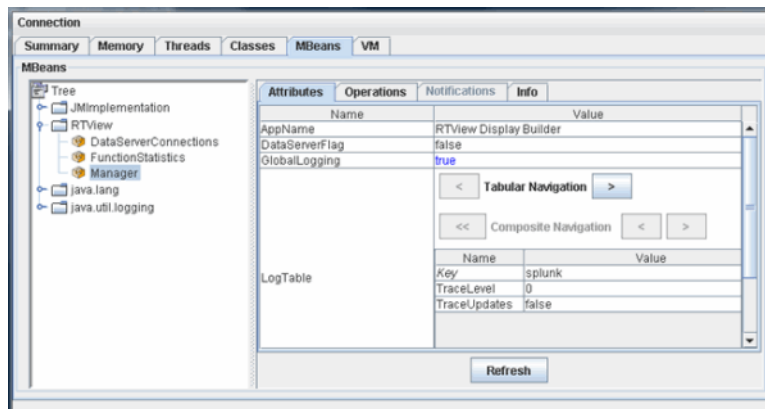 Connection
Summary Memory Threads Classes MBeans VM
MBeans
Tree
JMImplementation
RTView
DataServerConnections
FunctionStatistics
Manager
java.lang
java.util.logging
Attributes Operations Notifications Info
Name Value
AppName RTView Display Builder
DataServerFlag false
GlobalLogging true
< Tabular Navigation >
<< Composite Navigation < >
LogTable
Name Value
Key splunk
TraceLevel 0
TraceUpdates false
Refresh